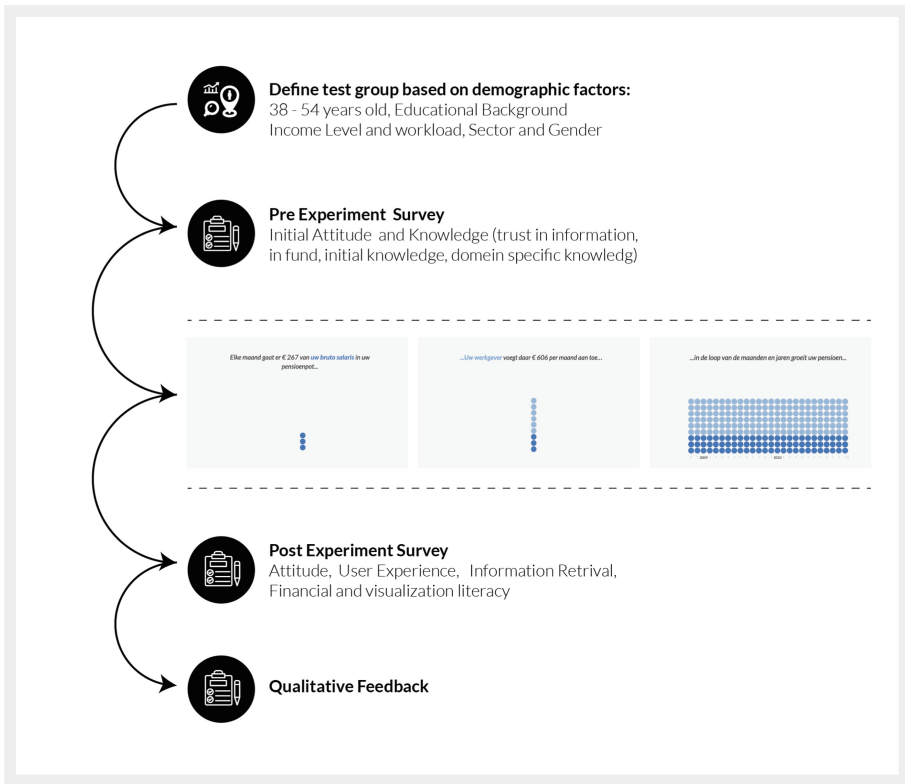 Define test group based on demographic factors:
38 - 54 years old, Educational Background
Income Level and workload, Sector and Gender
Pre Experiment Survey
Initial Attitude and Knowledge (trust in information,
in fund, initial knowledge, domein specific knowledg)
Elke maand gaat er € 267 van uw bruto salaris in uw
pensioenpot...
...Uw werkgever voegt daar € 606 per maand aan toe...
...in de loop van de maanden en jaren groeit uw pensioen...
2009 2020
Post Experiment Survey
Attitude, User Experience, Information Retrival,
Financial and visualization literacy
Qualitative Feedback